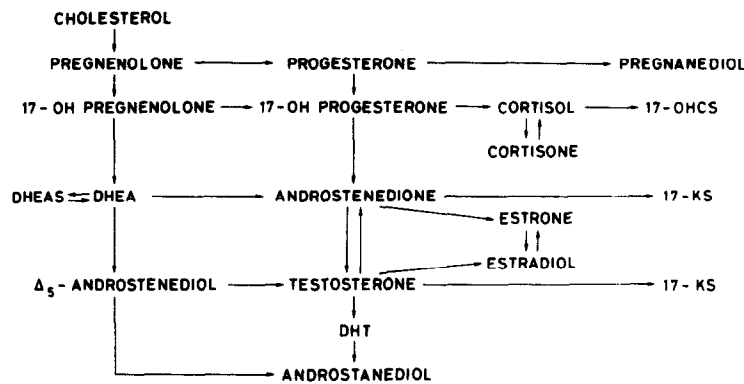 CHOLESTEROL
PREGNENOLONE PROGESTERONE PREGNANEDIOL
17-OH PREGNENOLONE 17-OH PROGESTERONE CORTISOL 17-OHCS
CORTISONE
DHEAS DHEA ANDROSTENEDIONE 17-KS
ESTRONE
ESTRADIOL
Δ5-ANDROSTENEDIOL TESTOSTERONE 17-KS
DHT
ANDROSTANEDIOL